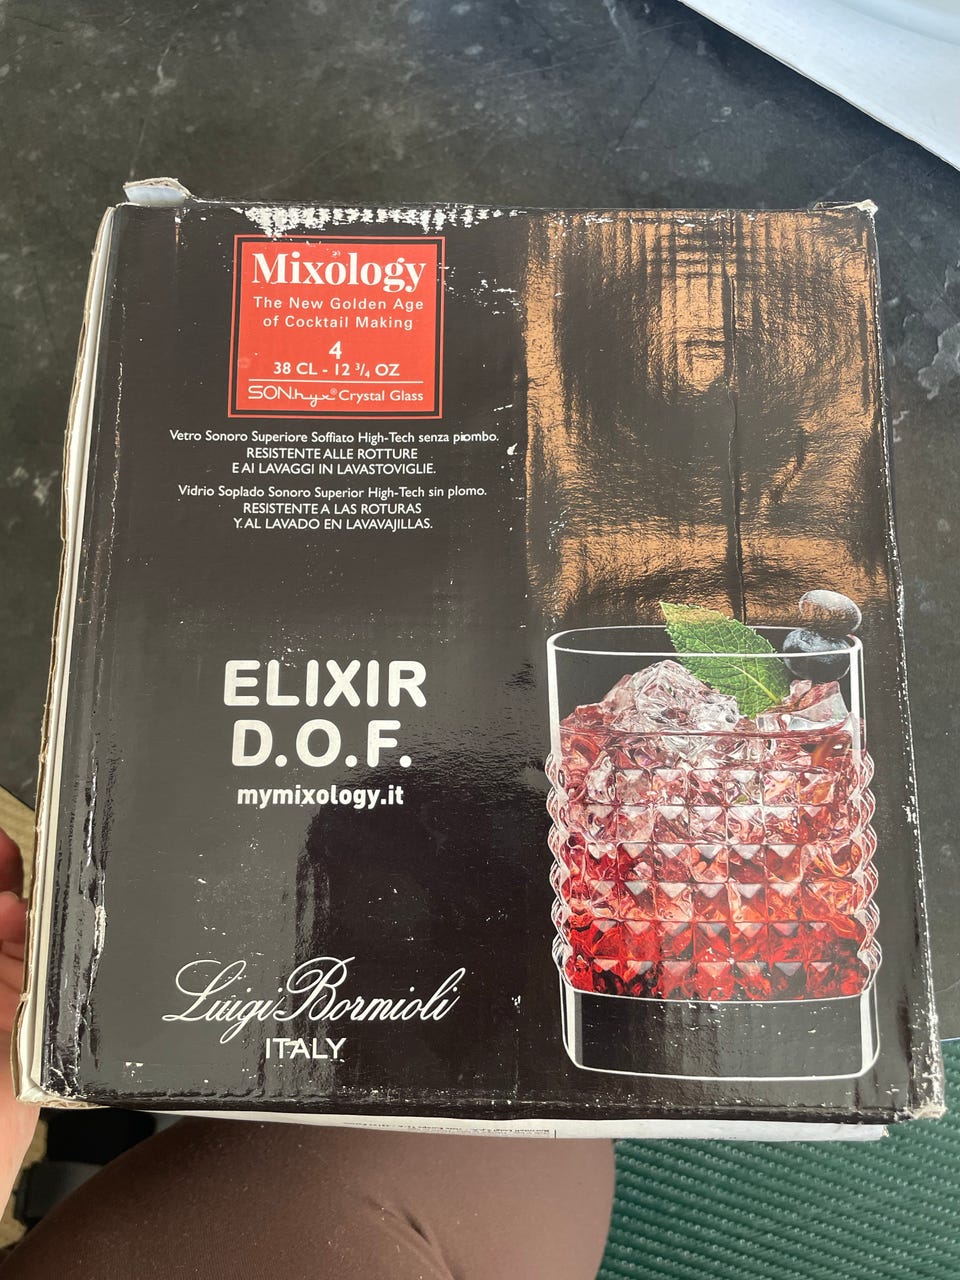 Mixology
The New Golden Age
of Cocktail Making
4
38 CL - 12 3/4 OZ
SON.hyx® Crystal Glass
Vetro Sonoro Superiore Soffiato High-Tech senza piombo.
RESISTENTE ALLE ROTTURE
E AI LAVAGGI IN LAVASTOVIGLIE.
Vidrio Soplado Sonoro Superior High-Tech sin plomo.
RESISTENTE A LAS ROTURAS
Y AL LAVADO EN LAVAVAJILLAS.
ELIXIR
D.O.F.
mymixology.it
Luigi Bormioli
ITALY